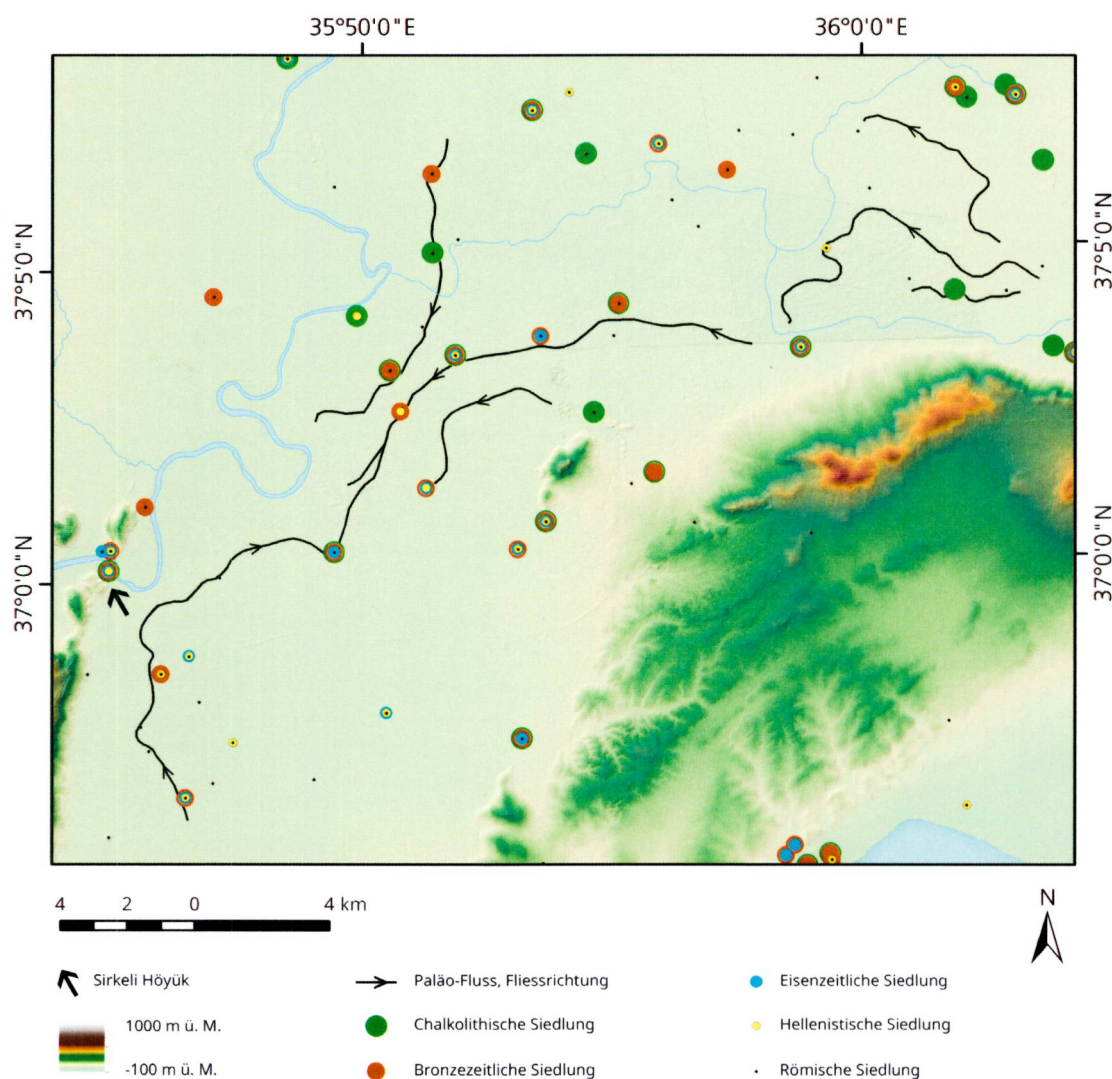 35°50'0"E 36°0'0"E
37°5'0"N 37°5'0"N
37°0'0"N 37°0'0"N
4 2 0 4 km
N
Sirkeli Höyük
1000 m ü. M.
-100 m ü. M.
Paläo-Fluss, Fliessrichtung
Chalkolithische Siedlung
Bronzezeitliche Siedlung
Eisenzeitliche Siedlung
Hellenistische Siedlung
Römische Siedlung